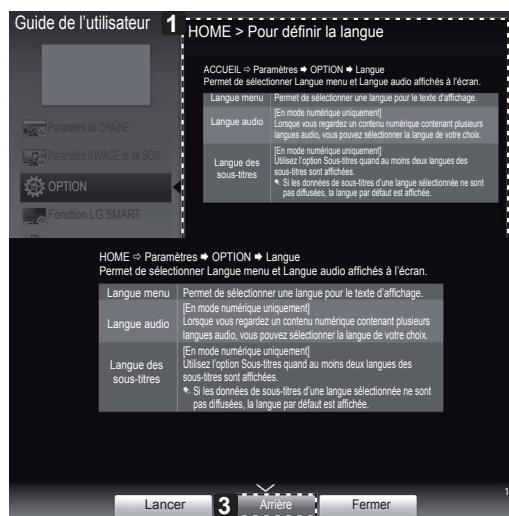 Guide de l'utilisateur
1
HOME > Pour définir la langue
Paramètre de CHAÎNE
Paramètre d'IMAGE et de SON
OPTION
Fonction LG SMART
ACCUEIL ⇨ Paramètres ➡ OPTION ➡ Langue
Permet de sélectionner Langue menu et Langue audio affichés à l'écran.
Langue menu Permet de sélectionner une langue pour le texte d'affichage.
Langue audio
[En mode numérique uniquement]
Lorsque vous regardez un contenu numérique contenant plusieurs
langues audio, vous pouvez sélectionner la langue de votre choix.
Langue des
sous-titres
[En mode numérique uniquement]
Utilisez l'option Sous-titres quand au moins deux langues des
sous-titres sont affichées.
Si les données de sous-titres d'une langue sélectionnée ne sont
pas diffusées, la langue par défaut est affichée.
HOME ⇨ Paramètres ➡ OPTION ➡ Langue
Permet de sélectionner Langue menu et Langue audio affichés à l'écran.
Langue menu Permet de sélectionner une langue pour le texte d'affichage.
Langue audio
[En mode numérique uniquement]
Lorsque vous regardez un contenu numérique contenant plusieurs
langues audio, vous pouvez sélectionner la langue de votre choix.
Langue des
sous-titres
[En mode numérique uniquement]
Utilisez l'option Sous-titres quand au moins deux langues des
sous-titres sont affichées.
Si les données de sous-titres d'une langue sélectionnée ne sont
pas diffusées, la langue par défaut est affichée.
1
Lancer 3 Arrière Fermer